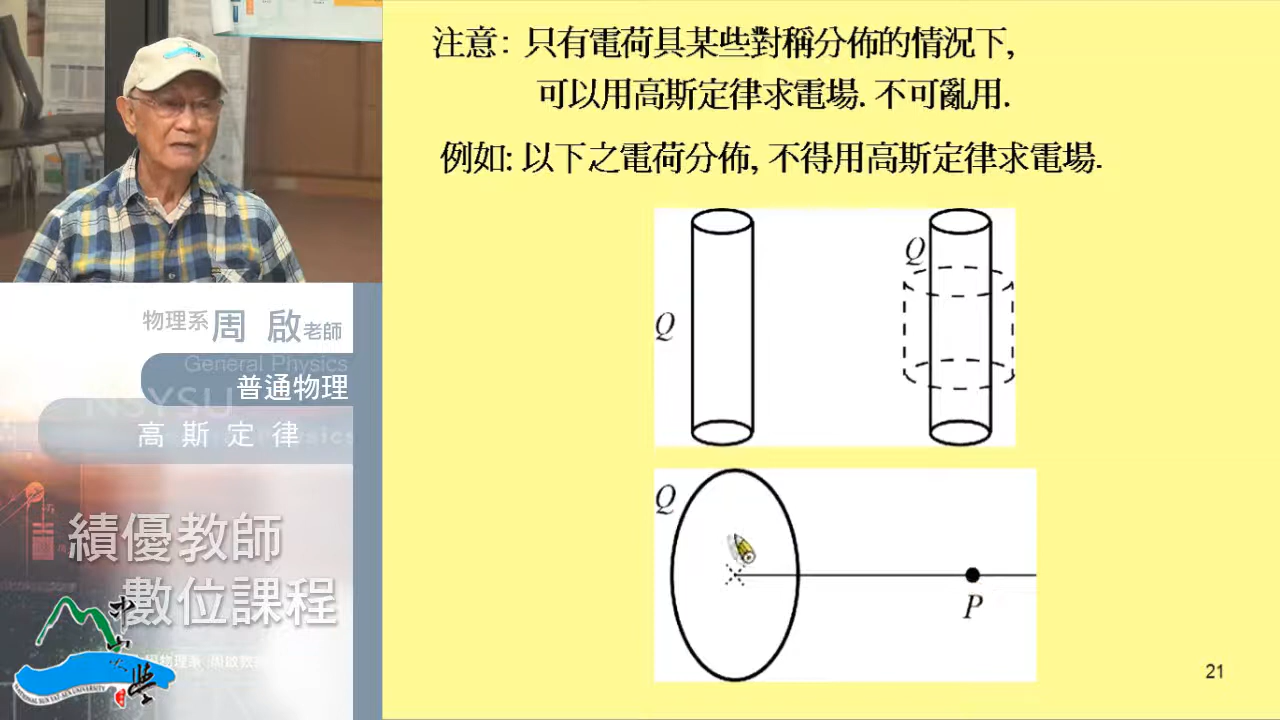 注意: 只有電荷具某些對稱分佈的情況下,
可以用高斯定律求電場. 不可亂用.
例如: 以下之電荷分佈, 不得用高斯定律求電場.
Q
Q
Q
P
21
物理系周 啟老師
General Physics
普通物理
NSYSU
高斯定律
績優教師
數位課程